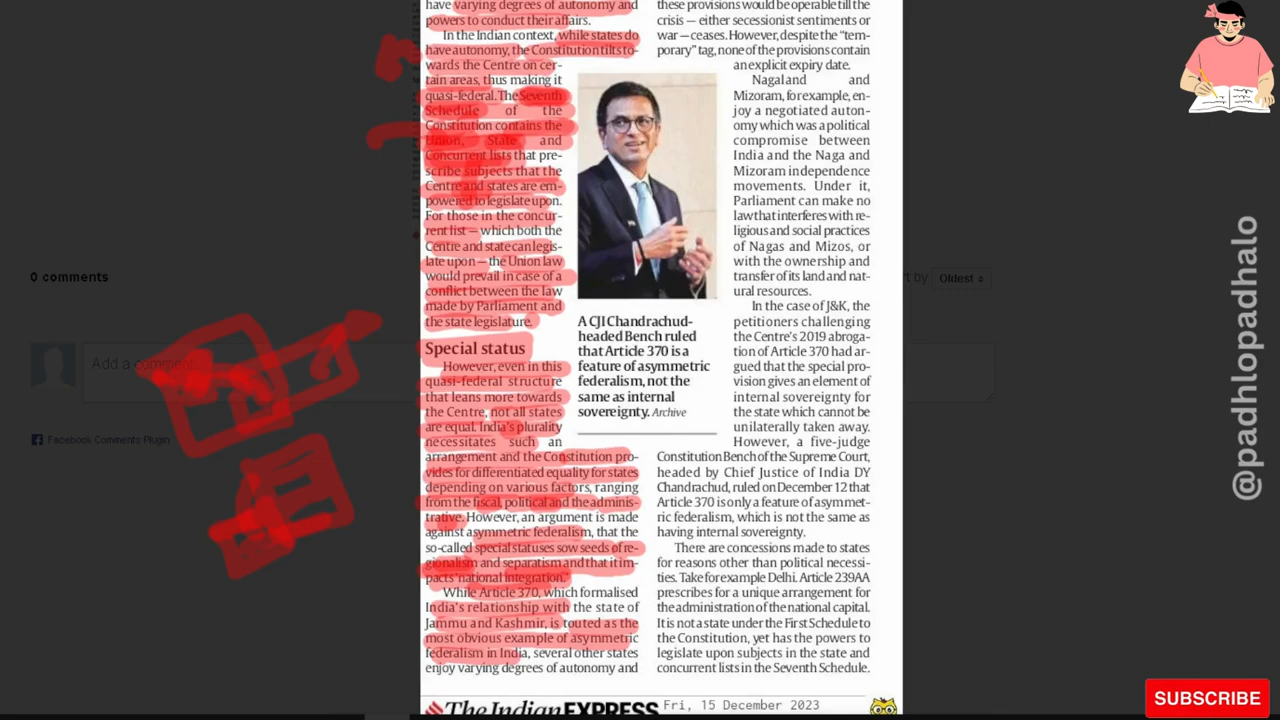 have varying degrees of autonomy and
powers to conduct their affairs.
In the Indian context, while states do
have autonomy, the Constitution tilts to-
wards the Centre on cer-
tain areas, thus making it
quasi-federal. The Seventh
Schedule of the
Constitution contains the
Union, State and
Concurrent lists that pre-
scribe subjects that the
Centre and states are em-
powered to legislate upon.
For those in the concur-
rent list — which both the
Centre and state can legis-
late upon — the Union law
would prevail in case of a
conflict between the law
made by Parliament and
the state legislature.
Special status
However, even in this
quasi-federal structure
that leans more towards
the Centre, not all states
are equal. India's plurality
necessitates such an
arrangement and the Constitution pro-
vides for differentiated equality for states
depending on various factors, ranging
from the fiscal, political and the adminis-
trative. However, an argument is made
against asymmetric federalism, that the
so-called special statuses sow seeds of re-
gionalism and separatism and that it im-
pacts "national integration."
While Article 370, which formalised
India's relationship with the state of
Jammu and Kashmir, is touted as the
most obvious example of asymmetric
federalism in India, several other states
enjoy varying degrees of autonomy and
A CJI Chandrachud-
headed Bench ruled
that Article 370 is a
feature of asymmetric
federalism, not the
same as internal
sovereignty. Archive
these provisions would be operable till the
crisis — either secessionist sentiments or
war — ceases. However, despite the "tem-
porary" tag, none of the provisions contain
an explicit expiry date.
Nagaland and
Mizoram, for example, en-
joy a negotiated auton-
omy which was a political
compromise between
India and the Naga and
Mizoram independence
movements. Under it,
Parliament can make no
law that interferes with re-
ligious and social practices
of Nagas and Mizos, or
with the ownership and
transfer of its land and nat-
ural resources.
In the case of J&K, the
petitioners challenging
the Centre's 2019 abroga-
tion of Article 370 had ar-
gued that the special pro-
vision gives an element of
internal sovereignty for
the state which cannot be
unilaterally taken away.
However, a five-judge
Constitution Bench of the Supreme Court,
headed by Chief Justice of India DY
Chandrachud, ruled on December 12 that
Article 370 is only a feature of asymmet-
ric federalism, which is not the same as
having internal sovereignty.
There are concessions made to states
for reasons other than political necessi-
ties. Take for example Delhi. Article 239AA
prescribes for a unique arrangement for
the administration of the national capital.
It is not a state under the First Schedule to
the Constitution, yet has the powers to
legislate upon subjects in the state and
concurrent lists in the Seventh Schedule.
The Indian EXPRESS
Fri, 15 December 2023
0 comments
rt by Oldest
Add a comment
Facebook Comments Plugin
@padhlopadhalo
SUBSCRIBE